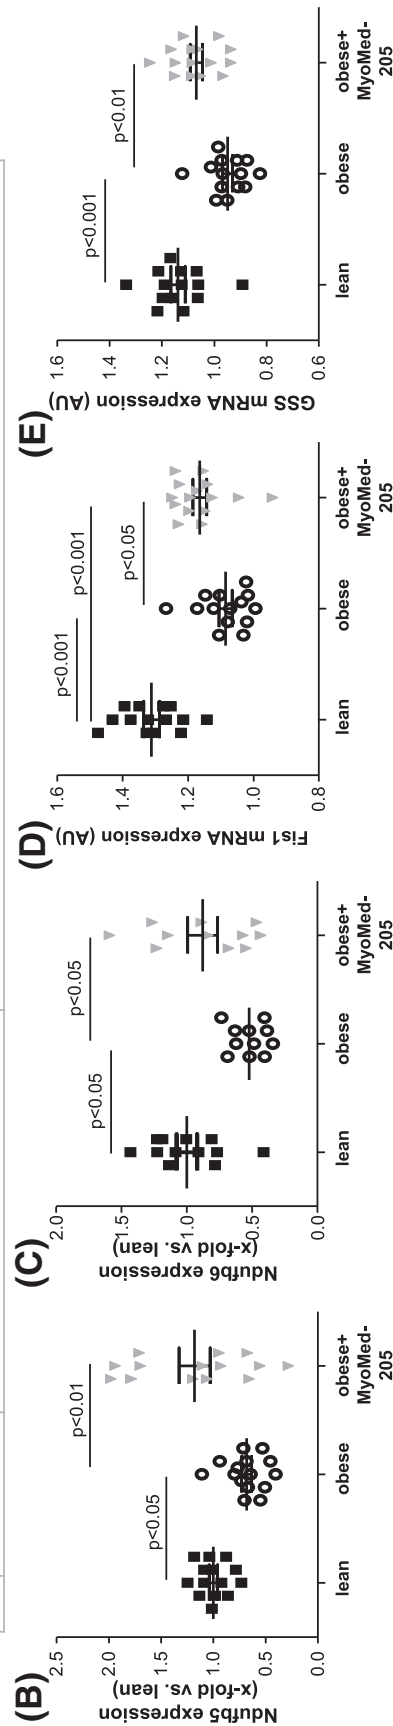 (B)
Ndufb5 expression
(x-fold vs. lean)
2.5
2.0
1.5
1.0
0.5
0.0
p<0.05
p<0.01
lean
obese
obese+
MyoMed-
205
(C)
Ndufb6 expression
(x-fold vs. lean)
2.0
1.5
1.0
0.5
0.0
p<0.05
p<0.05
lean
obese
obese+
MyoMed-
205
(D)
Fis1 mRNA expression (AU)
1.6
1.4
1.2
1.0
0.8
p<0.001
p<0.001
p<0.05
lean
obese
obese+
MyoMed-
205
(E)
GSS mRNA expression (AU)
1.6
1.4
1.2
1.0
0.8
0.6
p<0.001
p<0.01
lean
obese
obese+
MyoMed-
205